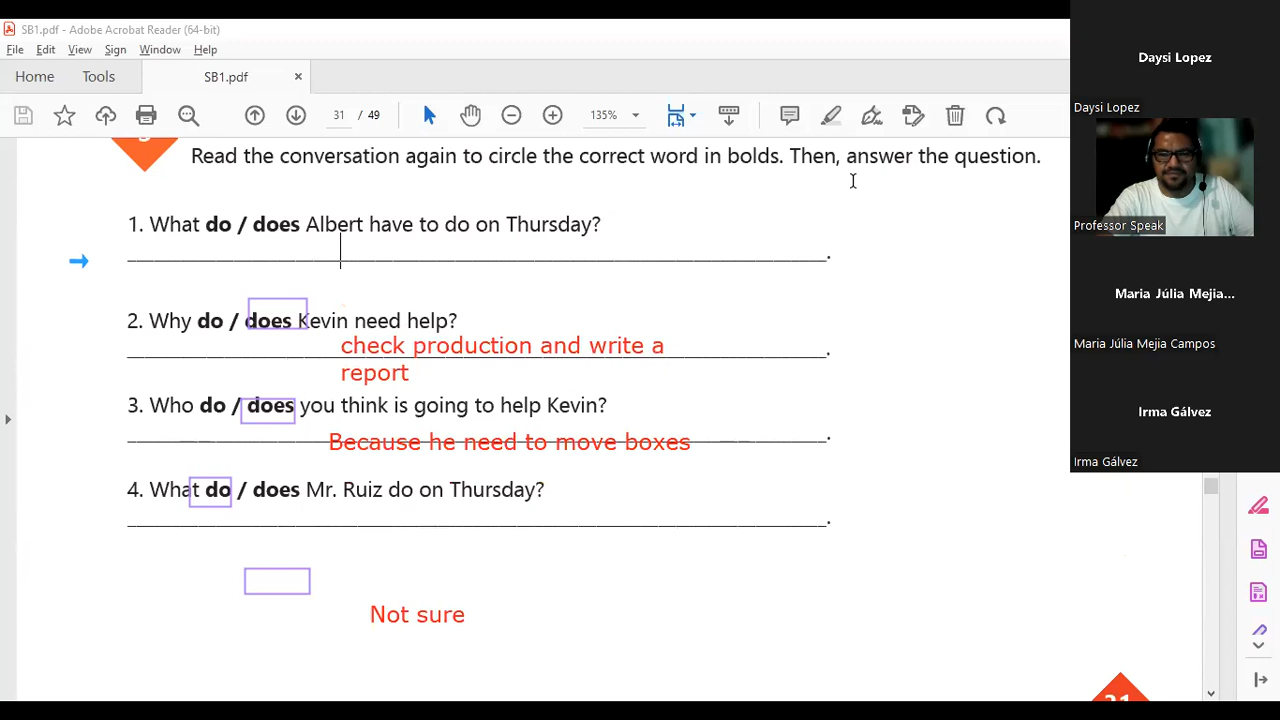 SB1.pdf - Adobe Acrobat Reader (64-bit)
File Edit View Sign Window Help
Home Tools SB1.pdf ×
31 / 49 135%
Read the conversation again to circle the correct word in bolds. Then, answer the question.
1. What do / does Albert have to do on Thursday?
2. Why do / does Kevin need help?
check production and write a
report
3. Who do / does you think is going to help Kevin?
Because he need to move boxes
4. What do / does Mr. Ruiz do on Thursday?
Not sure
Daysi Lopez
Daysi Lopez
Professor Speak
Maria Júlia Mejia...
Maria Júlia Mejia Campos
Irma Gálvez
Irma Gálvez